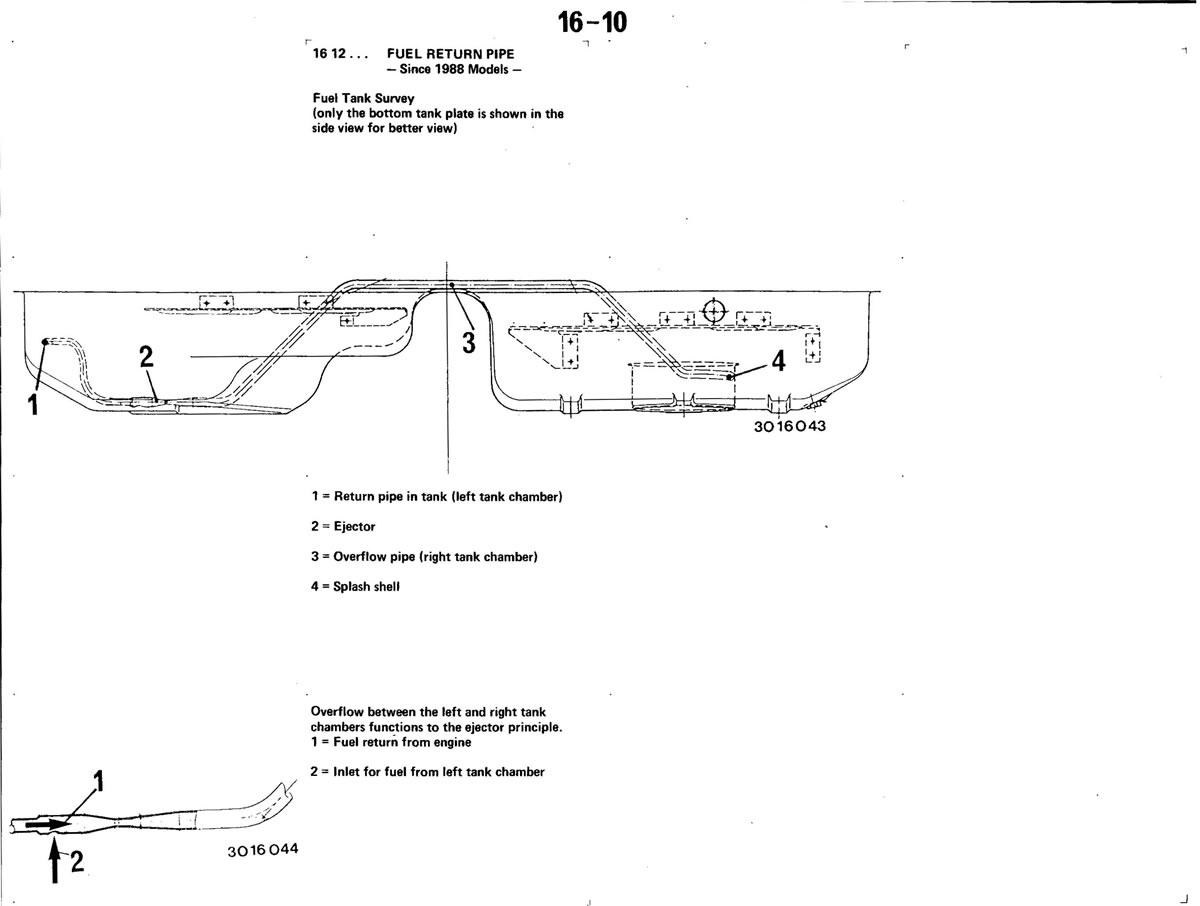 16-10
16 12 ... FUEL RETURN PIPE
— Since 1988 Models —
Fuel Tank Survey
(only the bottom tank plate is shown in the
side view for better view)
1
2
3
4
3016043
1 = Return pipe in tank (left tank chamber)
2 = Ejector
3 = Overflow pipe (right tank chamber)
4 = Splash shell
Overflow between the left and right tank
chambers functions to the ejector principle.
1 = Fuel return from engine
2 = Inlet for fuel from left tank chamber
1
2
3016044